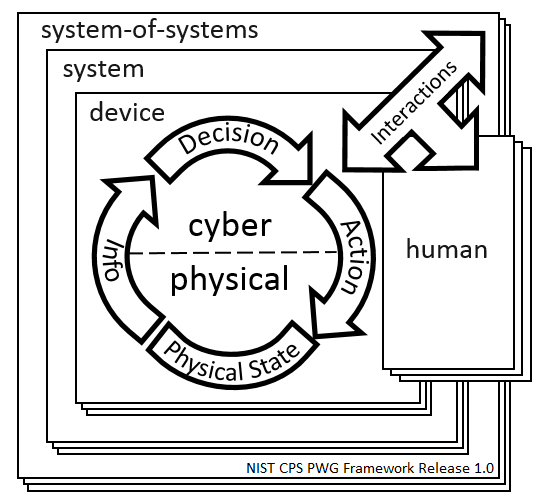 system-of-systems
system
device
Decision
Interactions
Info
cyber
physical
Action
human
Physical State
NIST CPS PWG Framework Release 1.0